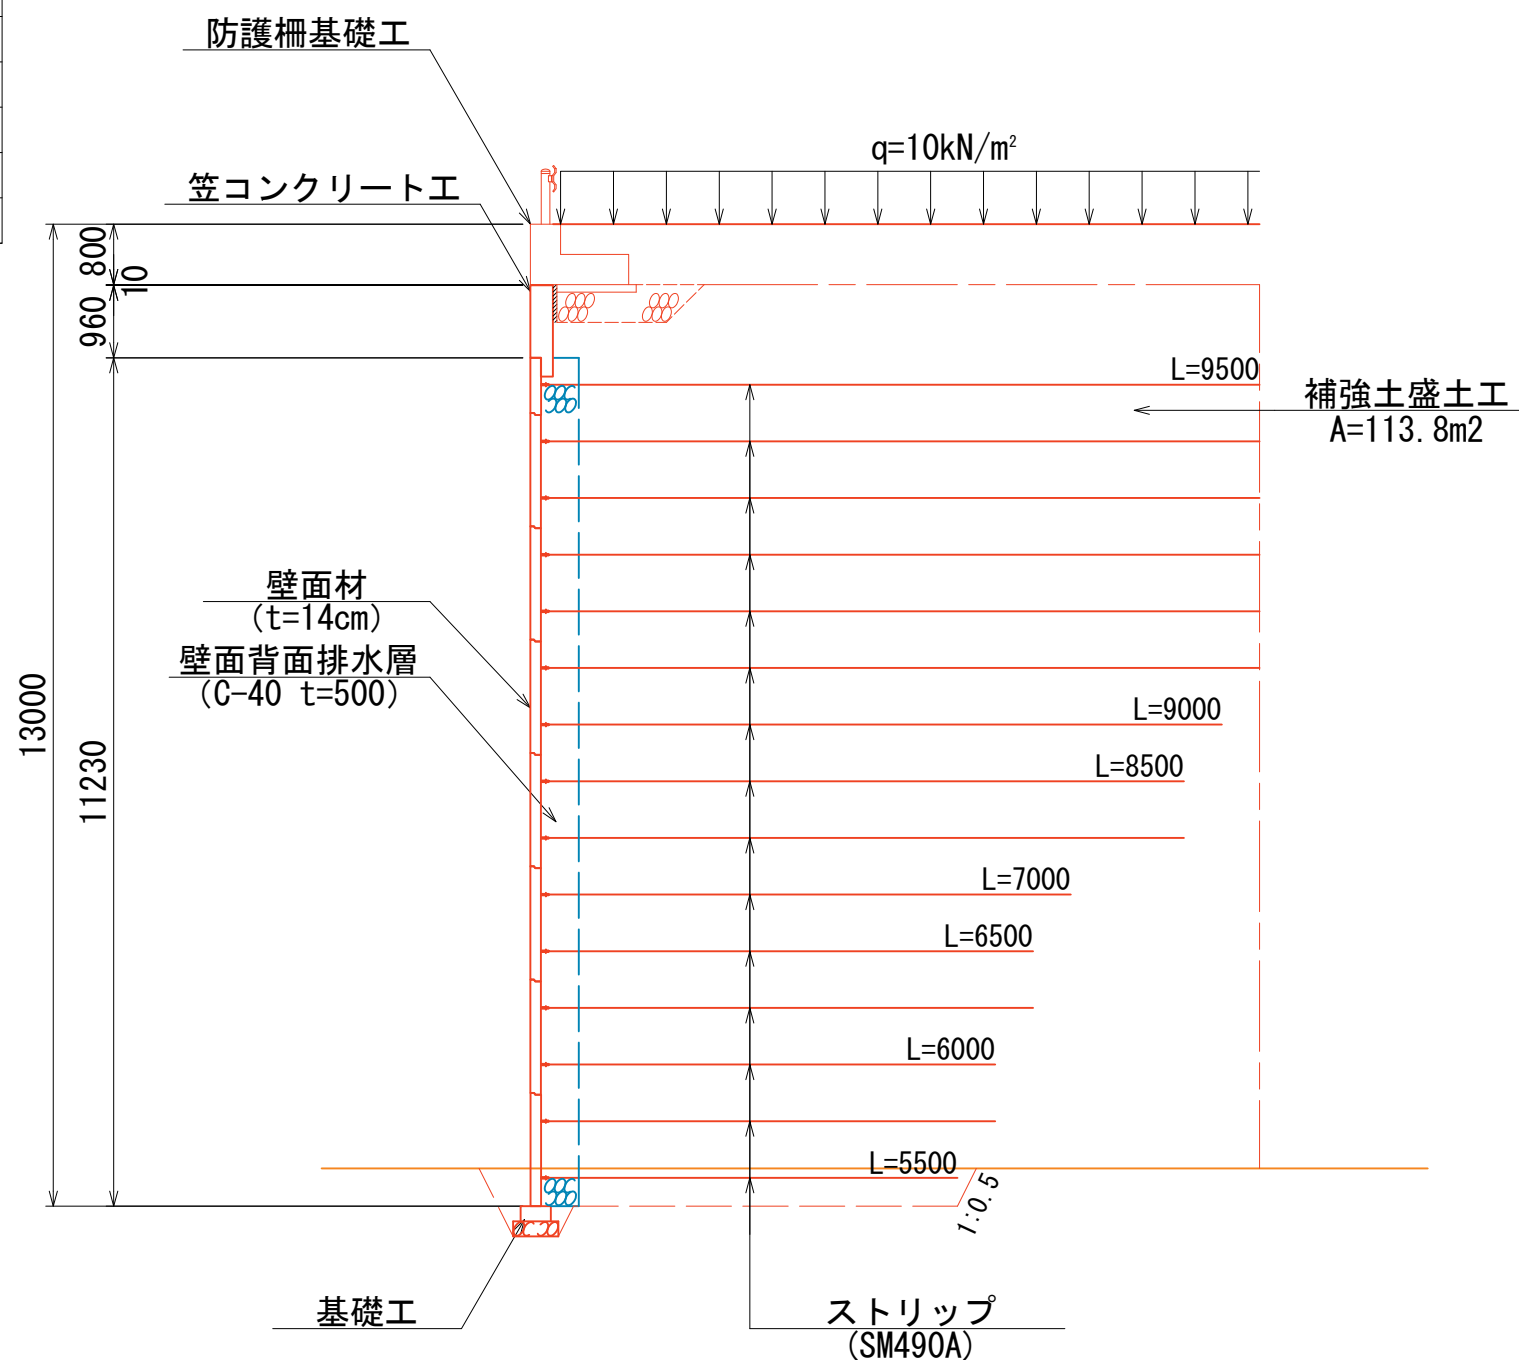 防護柵基礎工
q=10kN/m²
笠コンクリート工
800
10
960
L=9500
補強土盛土工
A=113.8m2
壁面材
(t=14cm)
壁面背面排水層
(C-40 t=500)
13000
11230
L=9000
L=8500
L=7000
L=6500
L=6000
L=5500
1:0.5
基礎工
ストリップ
(SM490A)